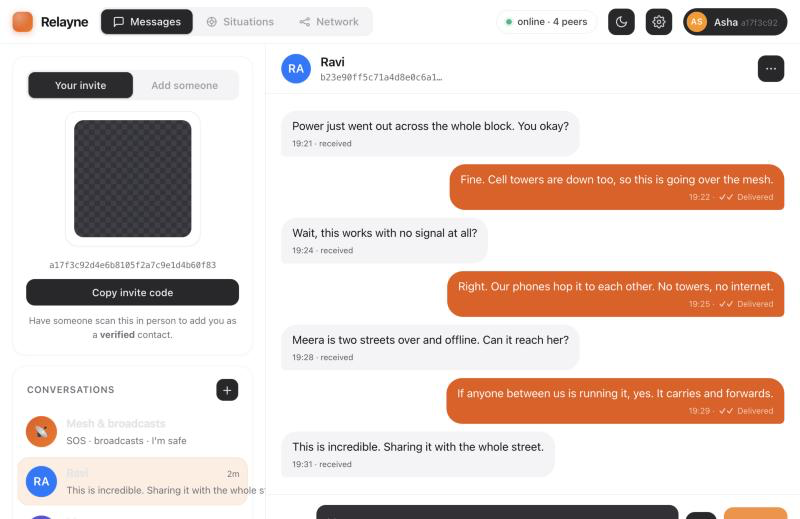 Relayne
Messages
Situations
Network
online · 4 peers
AS
Asha a17f3c92
Your invite
Add someone
a17f3c92d4e6b8105f2a7c9e1d4b60f83
Copy invite code
Have someone scan this in person to add you as
a verified contact.
CONVERSATIONS
+
Mesh & broadcasts
SOS · broadcasts · I'm safe
RA
Ravi
2m
This is incredible. Sharing it with the whole s
RA
Ravi
b23e90ff5c71a4d8e0c6a1…
Power just went out across the whole block. You okay?
19:21 · received
Fine. Cell towers are down too, so this is going over the mesh.
19:22 · ✓✓ Delivered
Wait, this works with no signal at all?
19:24 · received
Right. Our phones hop it to each other. No towers, no internet.
19:25 · ✓✓ Delivered
Meera is two streets over and offline. Can it reach her?
19:28 · received
If anyone between us is running it, yes. It carries and forwards.
19:29 · ✓✓ Delivered
This is incredible. Sharing it with the whole street.
19:31 · received